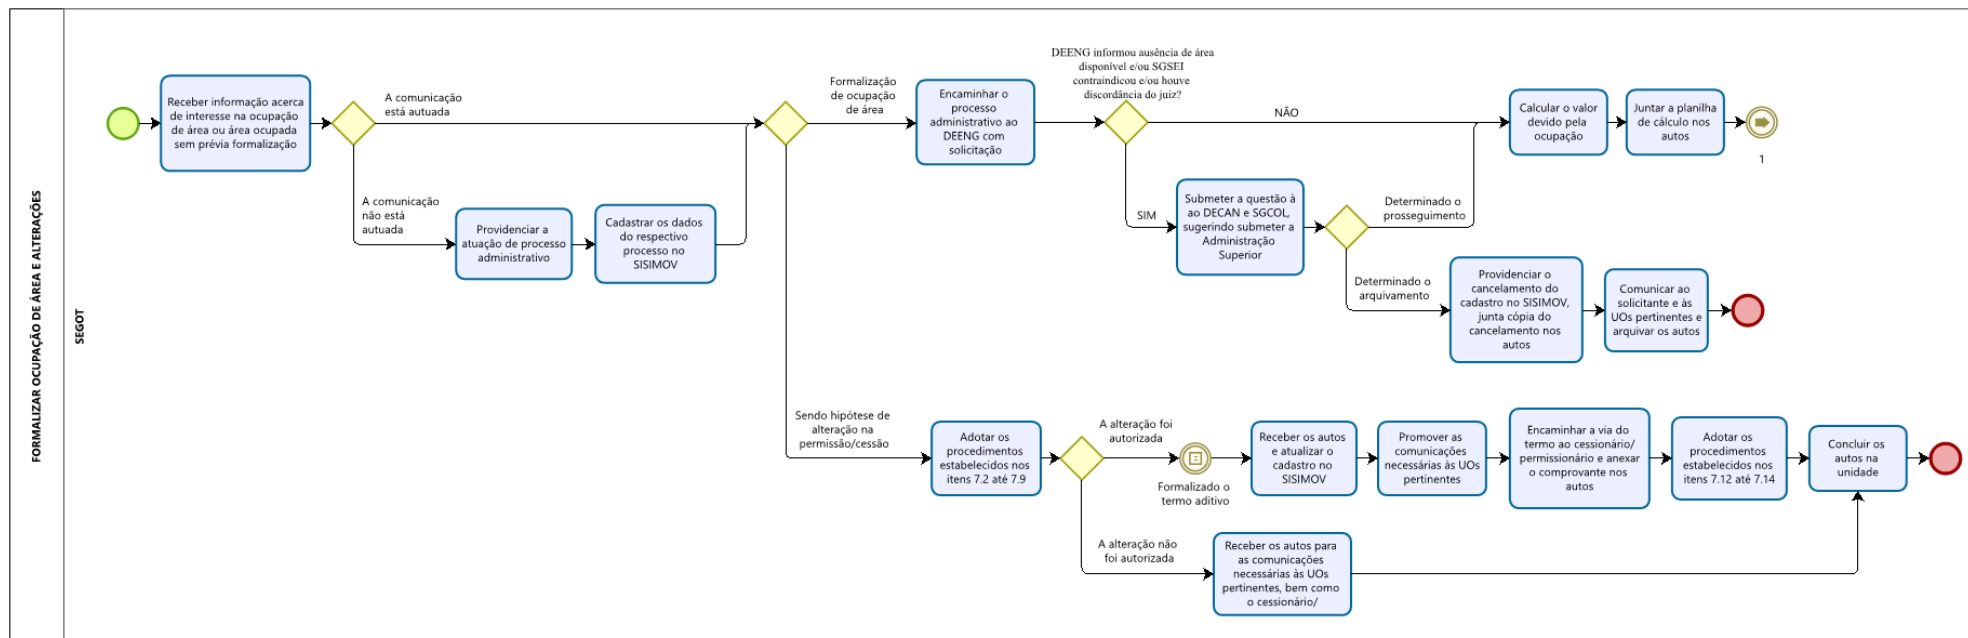 FORMALIZAR OCUPAÇÃO DE ÁREA E ALTERAÇÕES
SEGOT
Receber informação acerca
de interesse na ocupação
de área ou área ocupada
sem prévia formalização
A comunicação
está autuada
A comunicação
não está
autuada
Providenciar a
atuação de processo
administrativo
Cadastrar os dados
do respectivo
processo no
SISIMOV
Formalização
de ocupação
de área
Encaminhar o
processo
administrativo ao
DEENG com
solicitação
DEENG informou ausência de área
disponível e/ou SGSEI
contraindicou e/ou houve
discordância do juiz?
NÃO
SIM
Calcular o valor
devido pela
ocupação
Juntar a planilha
de cálculo nos
autos
1
Submeter a questão à
ao DECAN e SGCOL,
sugerindo submeter a
Administração
Superior
Determinado o
prosseguimento
Determinado o
arquivamento
Providenciar o
cancelamento do
cadastro no SISIMOV,
junta cópia do
cancelamento nos
autos
Comunicar ao
solicitante e às
UOs pertinentes e
arquivar os autos
Sendo hipótese de
alteração na
permissão/cessão
Adotar os
procedimentos
estabelecidos nos
itens 7.2 até 7.9
A alteração foi
autorizada
Formalizado o
termo aditivo
Receber os autos
e atualizar o
cadastro no
SISIMOV
Promover as
comunicações
necessárias às UOs
pertinentes
Encaminhar a via do
termo ao cessionário/
permissionário e anexar
o comprovante nos
autos
Adotar os
procedimentos
estabelecidos nos
itens 7.12 até 7.14
Concluir os
autos na
unidade
A alteração não
foi autorizada
Receber os autos para
as comunicações
necessárias às UOs
pertinentes, bem como
o cessionário/